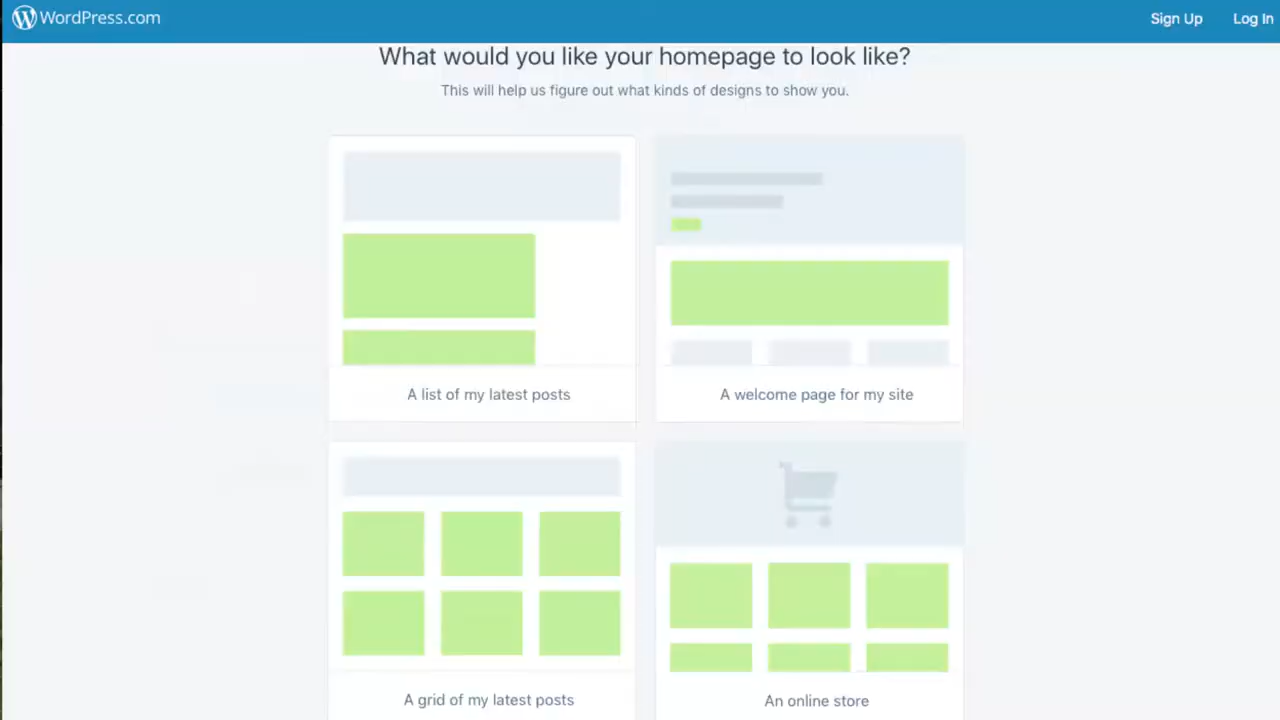 WordPress.com
Sign Up
Log In
What would you like your homepage to look like?
This will help us figure out what kinds of designs to show you.
A list of my latest posts
A welcome page for my site
A grid of my latest posts
An online store